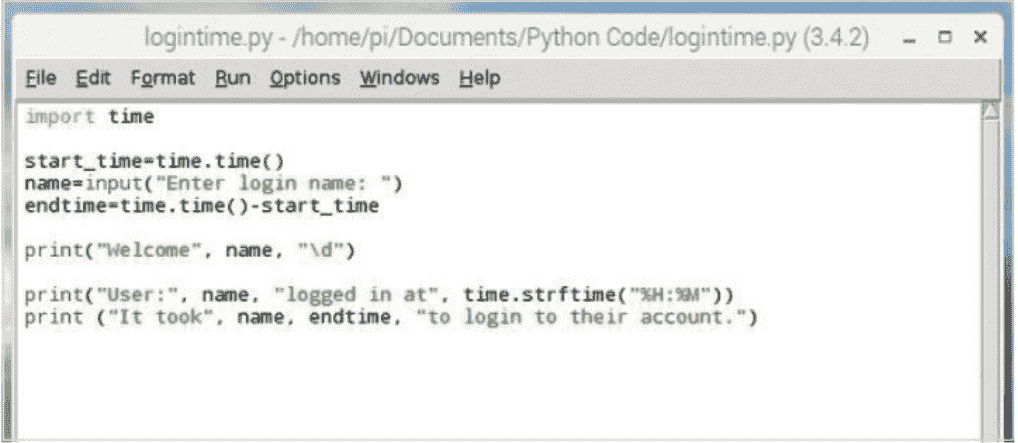 logintime.py - /home/pi/Documents/Python Code/logintime.py (3.4.2)
File Edit Format Run Options Windows Help
import time
start_time=time.time()
name=input("Enter login name: ")
endtime=time.time()-start_time
print("Welcome", name, "\d")
print("User:", name, "logged in at", time.strftime("%H:%M"))
print ("It took", name, endtime, "to login to their account.")